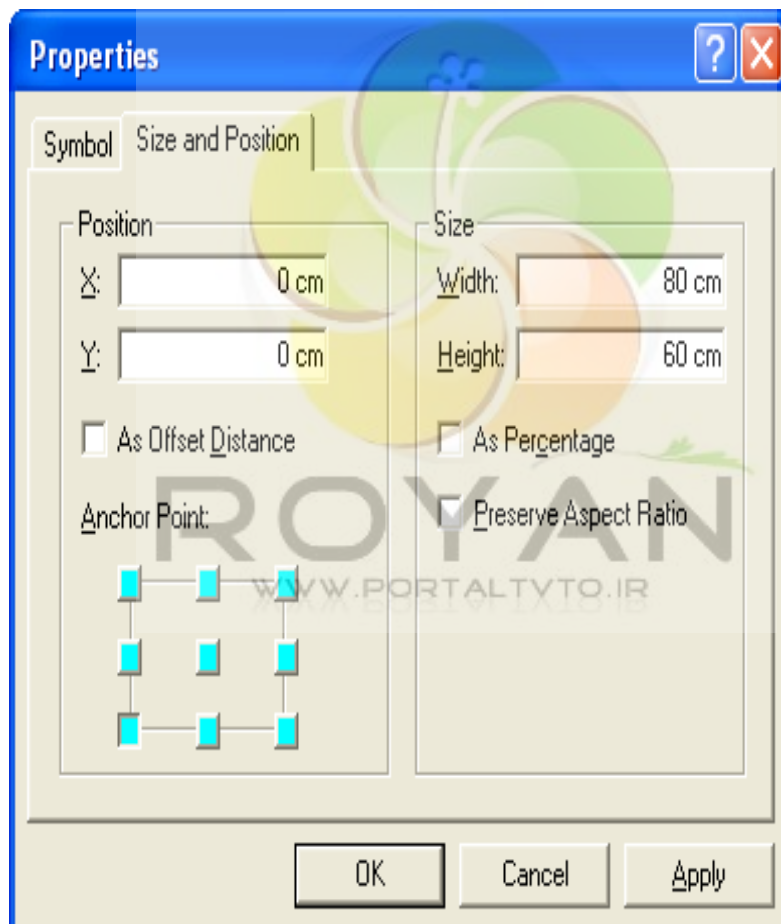 Properties
Symbol Size and Position
Position
X: 0 cm
Y: 0 cm
As Offset Distance
Anchor Point:
Size
Width: 80 cm
Height: 60 cm
As Percentage
Preserve Aspect Ratio
ROYAN
WWW.PORTALTVTO.IR
OK Cancel Apply